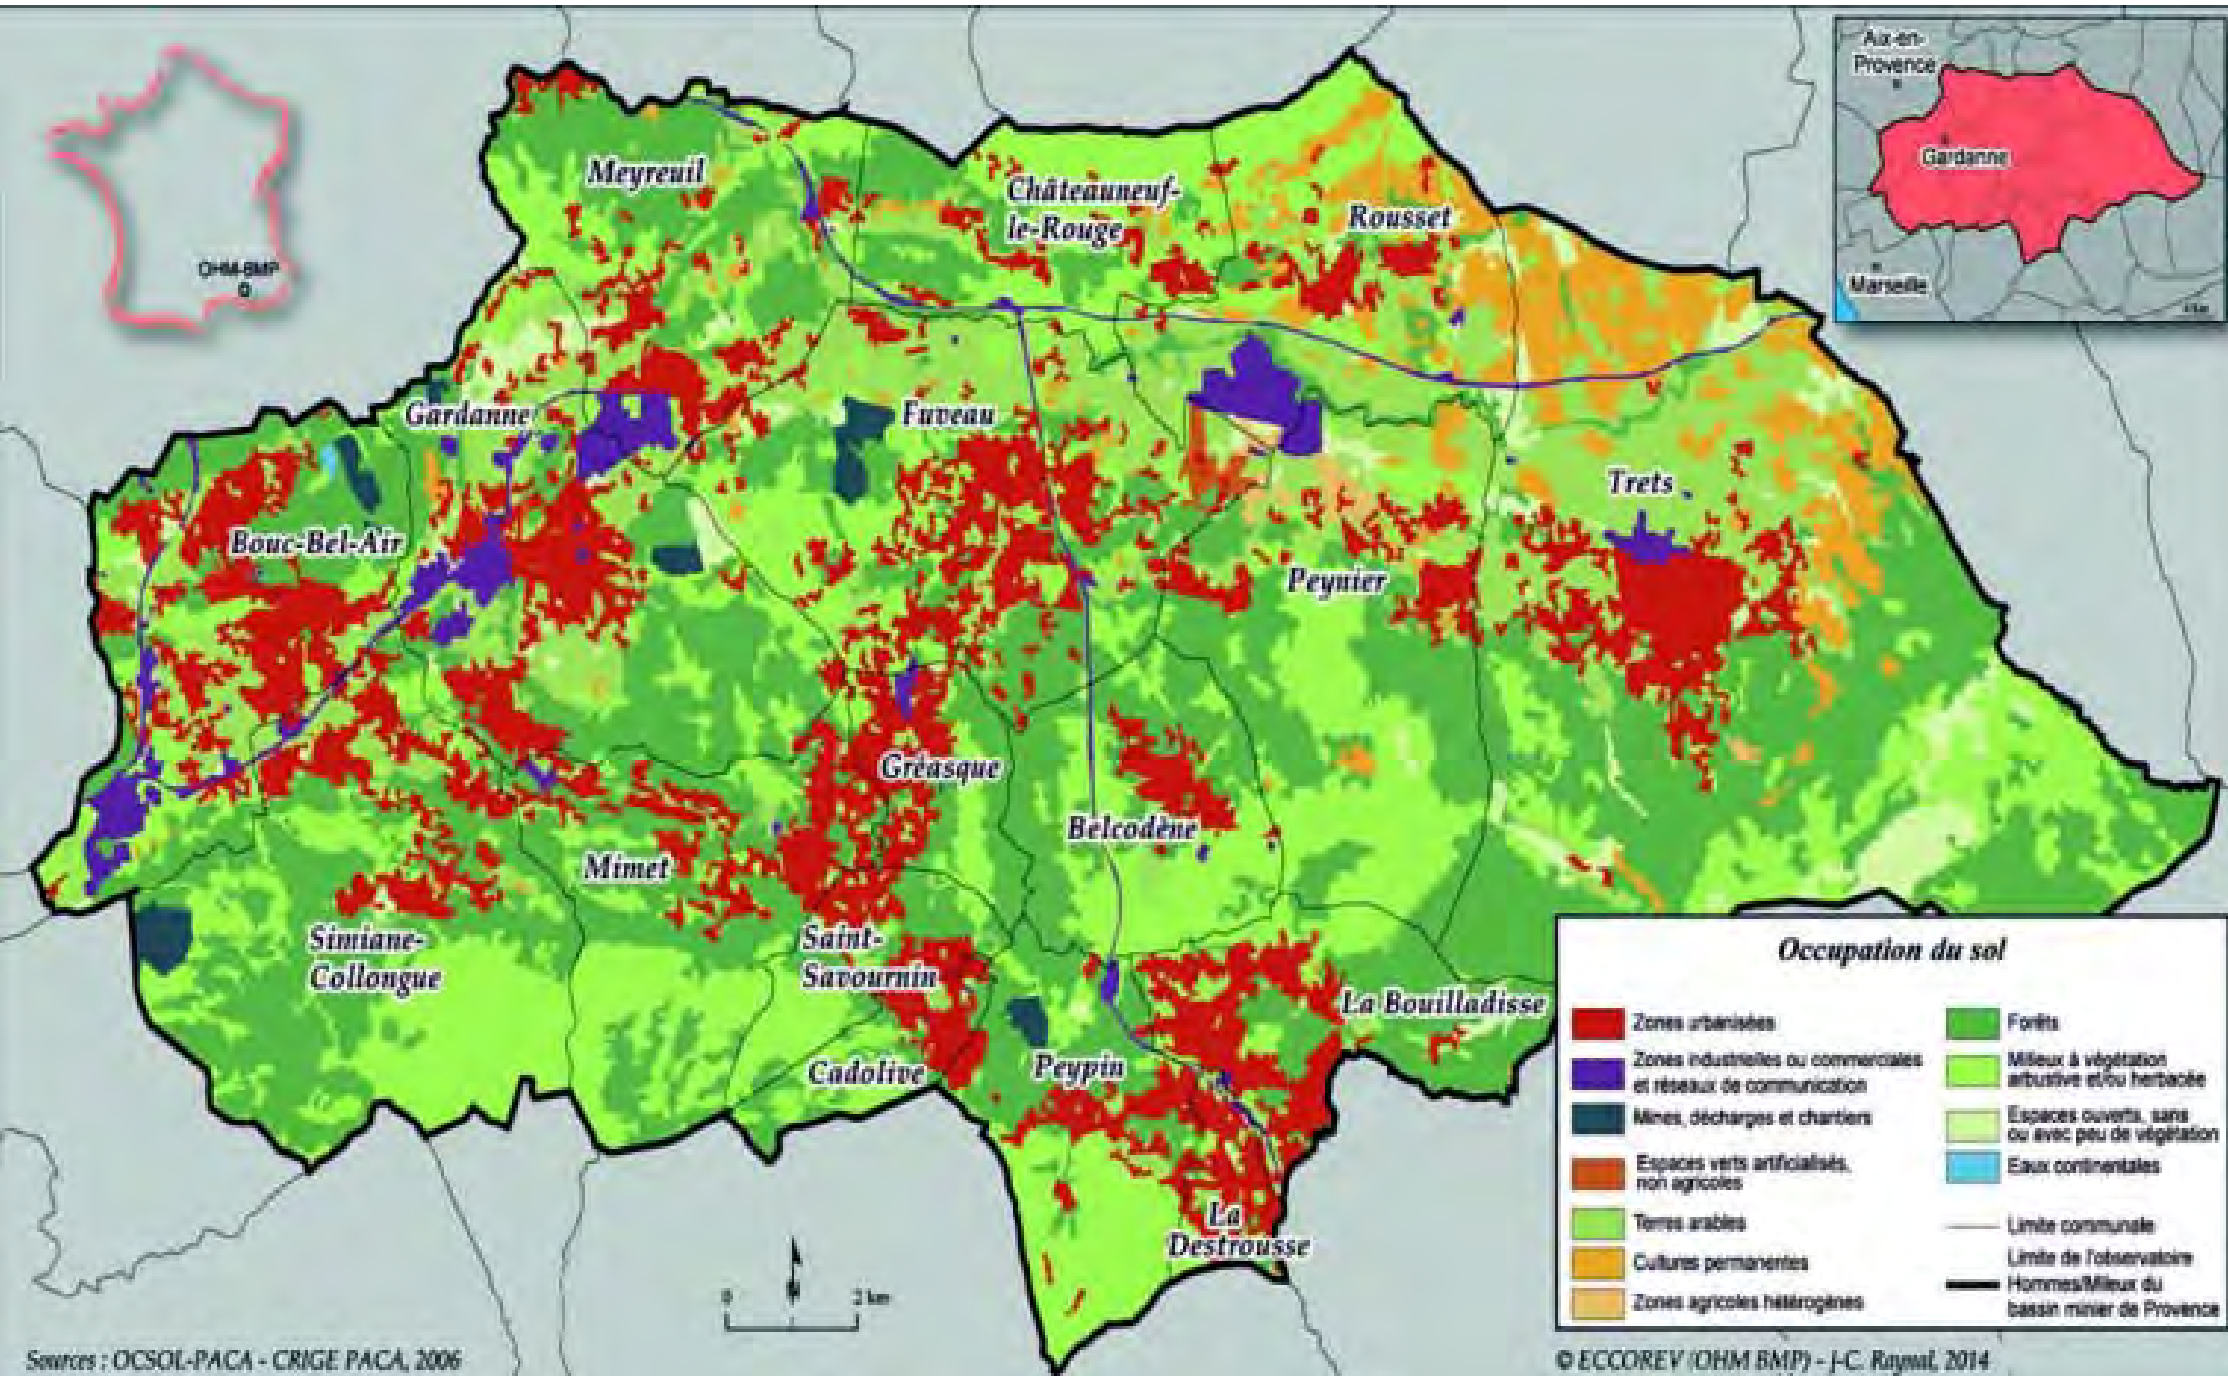 Aix-en-
Provence
Gardanne
Marseille
4 km
OHM-BMP
Meyreuil
Châteauneuf-
le-Rouge
Rousset
Gardanne
Fuveau
Trets
Bouc-Bel-Air
Peynier
Gréasque
Belcodène
Mimet
Simiane-
Collongue
Saint-
Savournin
La Bouilladisse
Cadolive
Peypin
La
Destrousse
Occupation du sol
Zones urbanisées
Zones industrielles ou commerciales
et réseaux de communication
Mines, décharges et chantiers
Espaces verts artificialisés,
non agricoles
Terres arables
Cultures permanentes
Zones agricoles hétérogènes
Forêts
Milieux à végétation
arbustive et/ou herbacée
Espaces ouverts, sans
ou avec peu de végétation
Eaux continentales
Limite communale
Limite de l'observatoire
Hommes/Milieux du
bassin minier de Provence
N
0 2 km
Sources : OCSOL-PACA - CRIGE PACA, 2006
© ECCOREV (OHM BMP) - J-C. Raynal, 2014